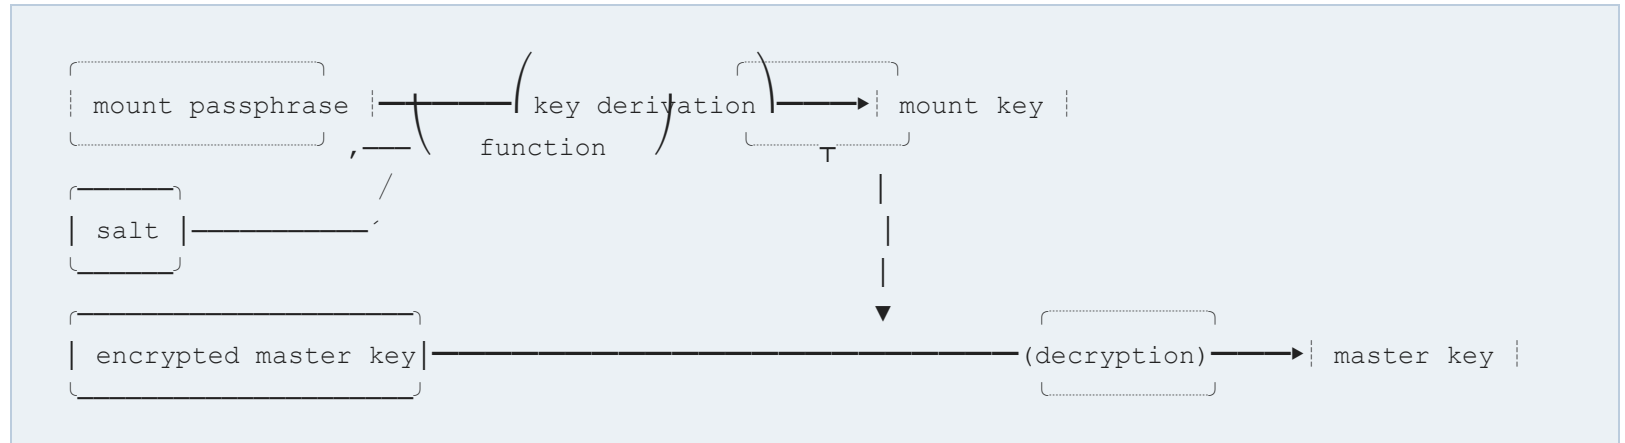 mount passphrase key derivation mount key
function
salt
encrypted master key (decryption) master key